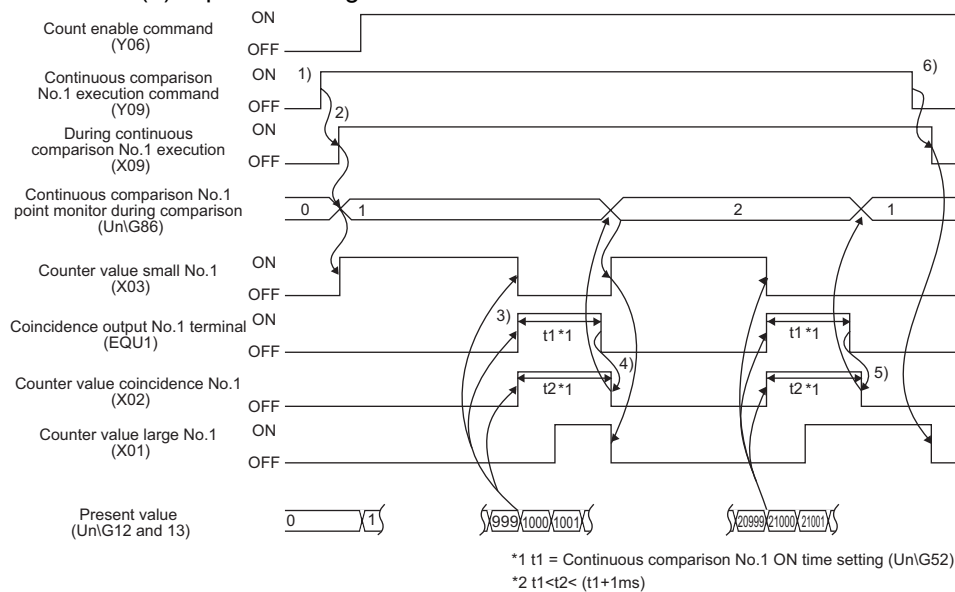 ON
Count enable command
(Y06)
OFF
Continuous comparison
No.1 execution command
(Y09)
ON
1)
6)
OFF
2)
During continuous
comparison No.1 execution
(X09)
ON
OFF
Continuous comparison No.1
point monitor during comparison
(Un\G86)
0
1
2
1
Counter value small No.1
(X03)
ON
OFF
Coincidence output No.1 terminal
(EQU1)
ON
3)
t1*1
t1*1
OFF
4)
5)
Counter value coincidence No.1
(X02)
t2*1
t2*1
OFF
Counter value large No.1
(X01)
ON
OFF
Present value
(Un\G12 and 13)
0
1
999
1000
1001
20999
21000
21001
*1 t1 = Continuous comparison No.1 ON time setting (Un\G52)
*2 t1<t2< (t1+1ms)